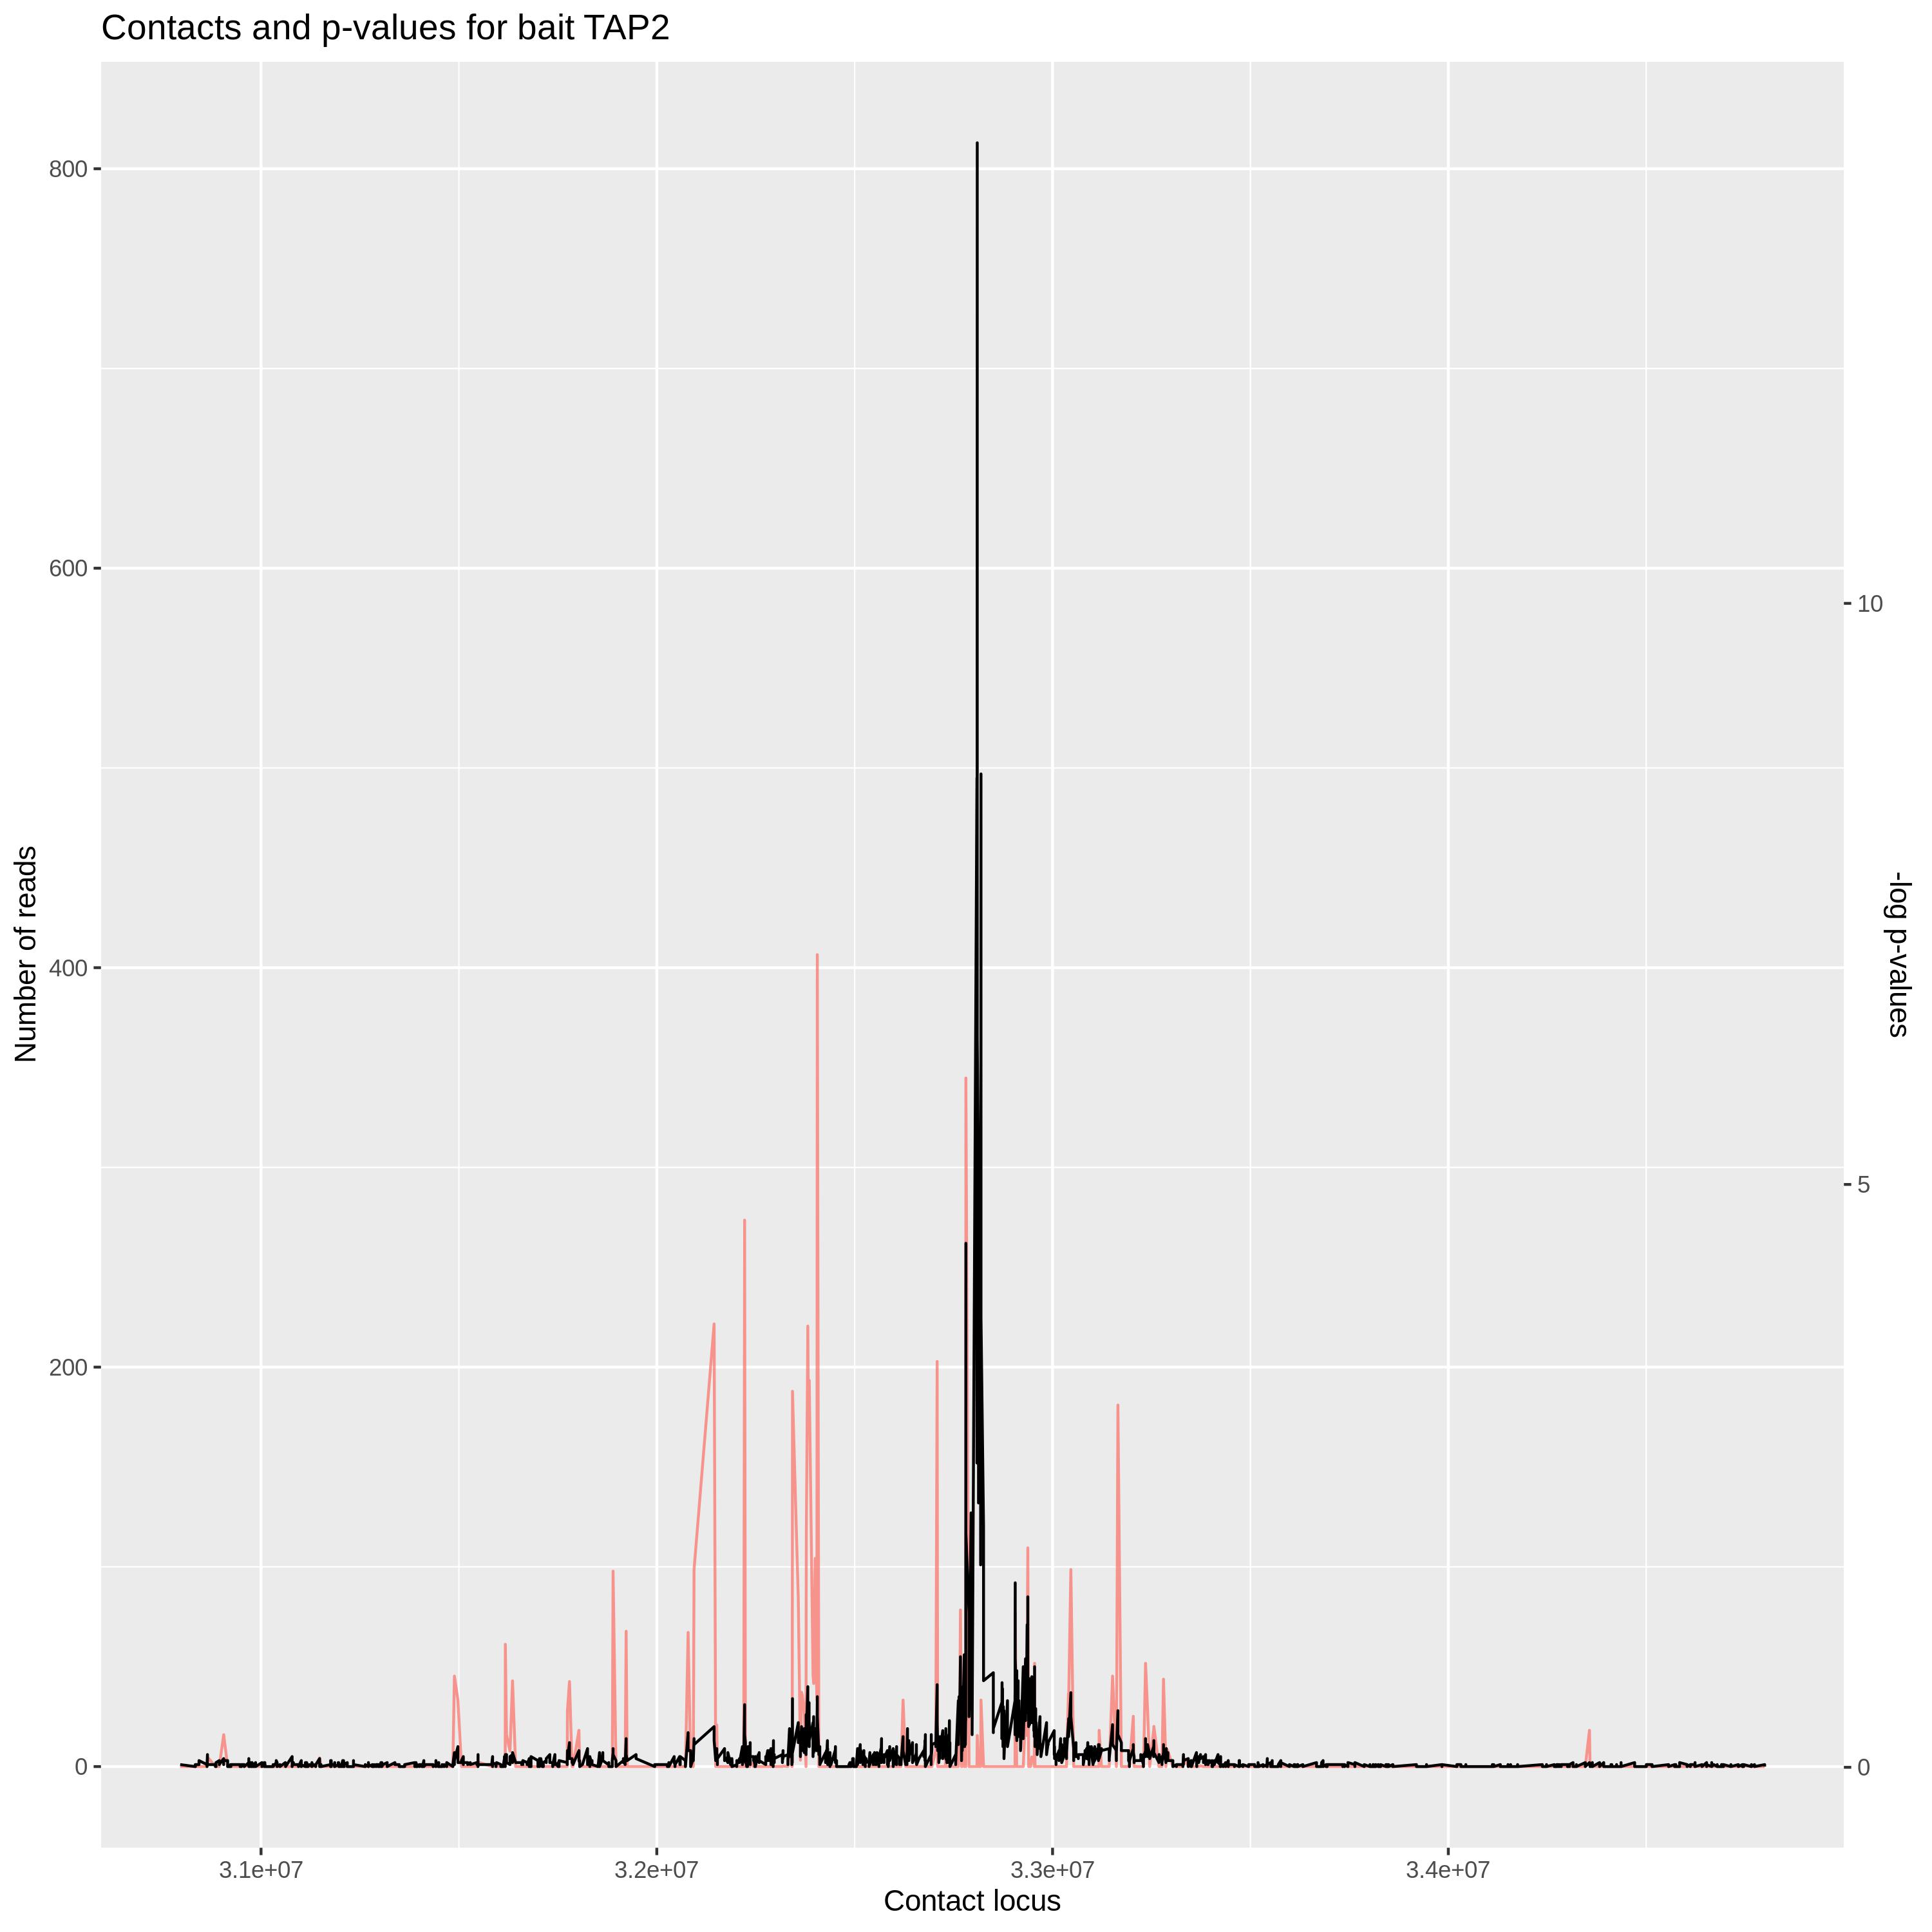 Contacts and p-values for bait TAP2
800
600
400
200
0
Number of reads
10
5
0
-log p-values
3.1e+07 3.2e+07 3.3e+07 3.4e+07
Contact locus